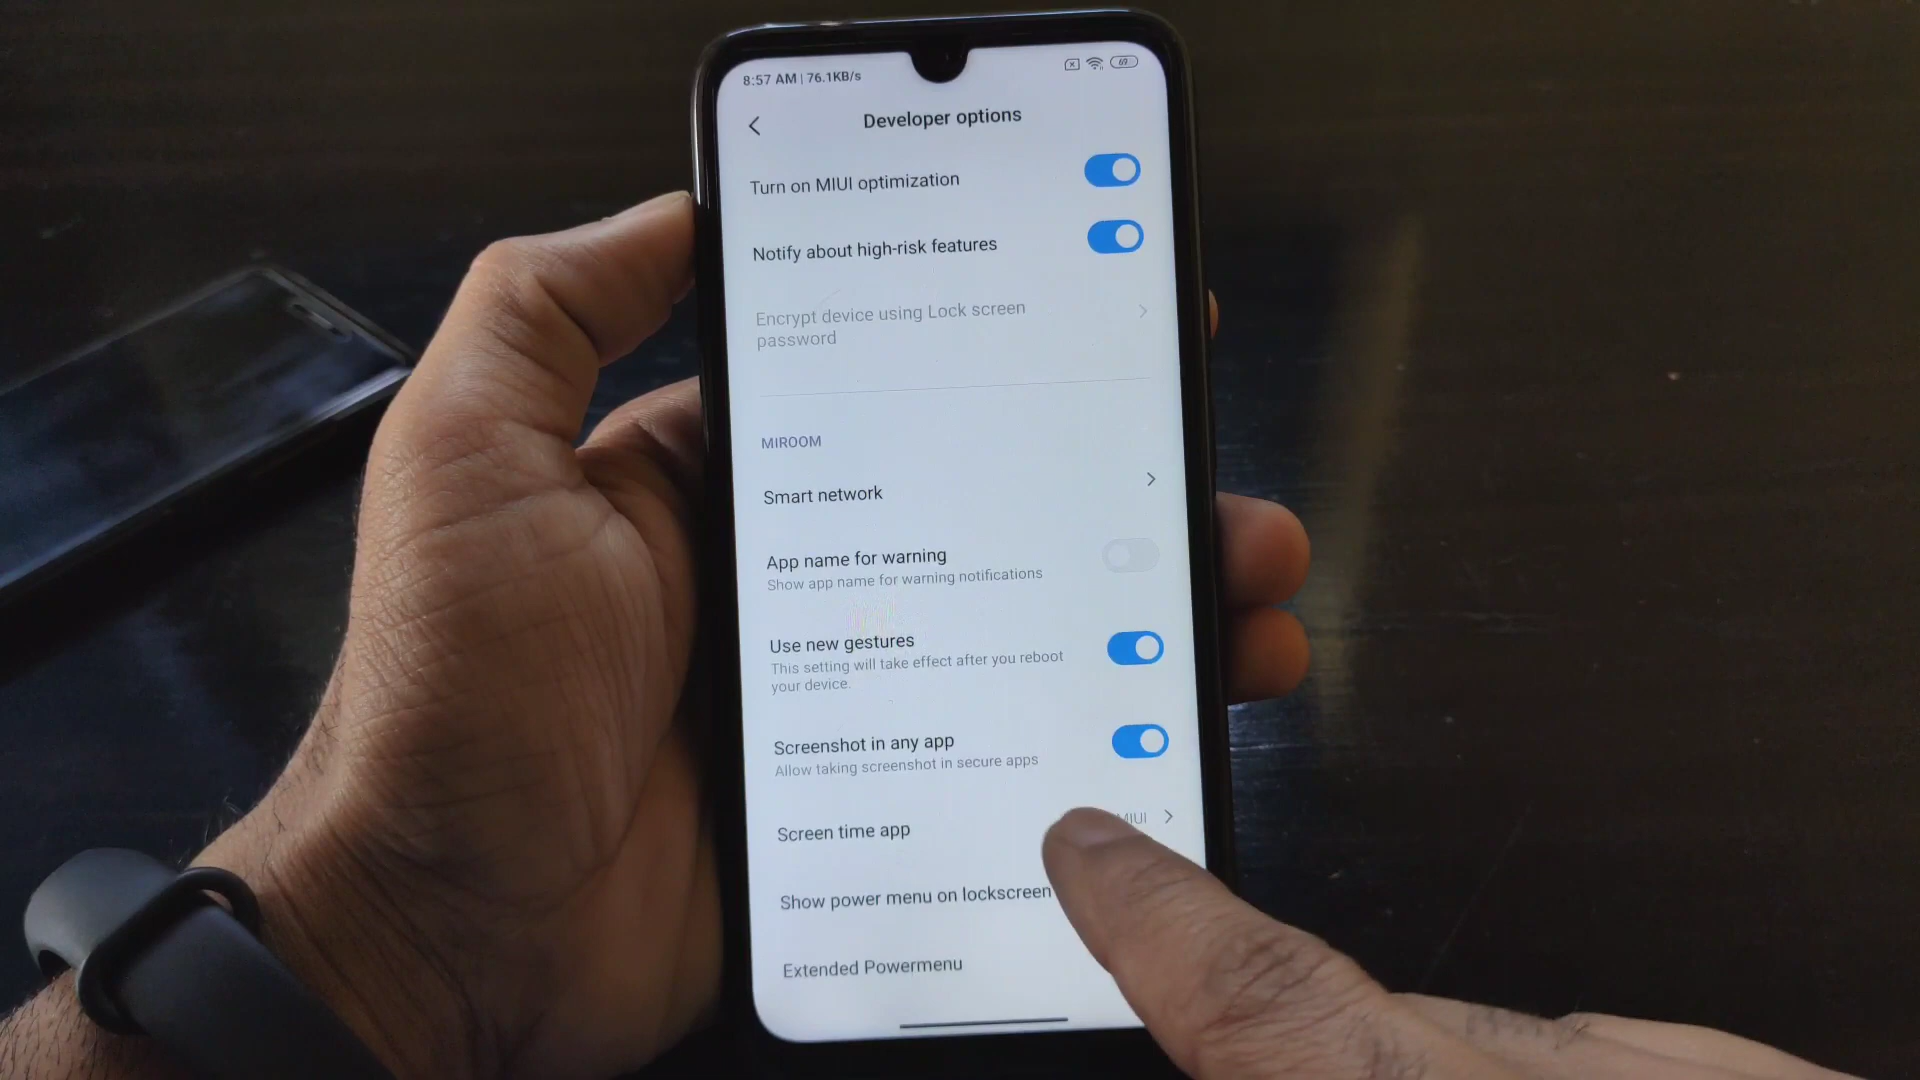 8:57 AM | 76.1KB/s
69
Developer options
Turn on MIUI optimization
Notify about high-risk features
Encrypt device using Lock screen
password
MIROOM
Smart network
App name for warning
Show app name for warning notifications
Use new gestures
This setting will take effect after you reboot
your device.
Screenshot in any app
Allow taking screenshot in secure apps
Screen time app
MIUI
Show power menu on lockscreen
Extended Powermenu